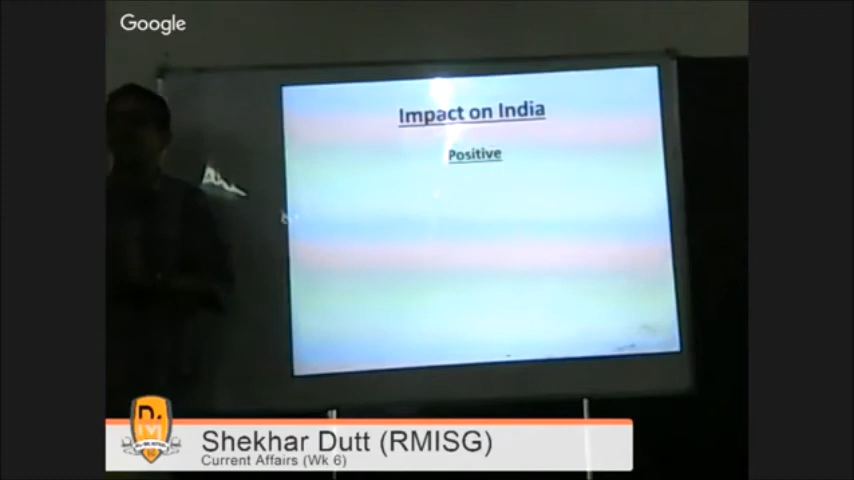 Google
Impact on India
Positive
Shekhar Dutt (RMISG)
Current Affairs (Wk 6)